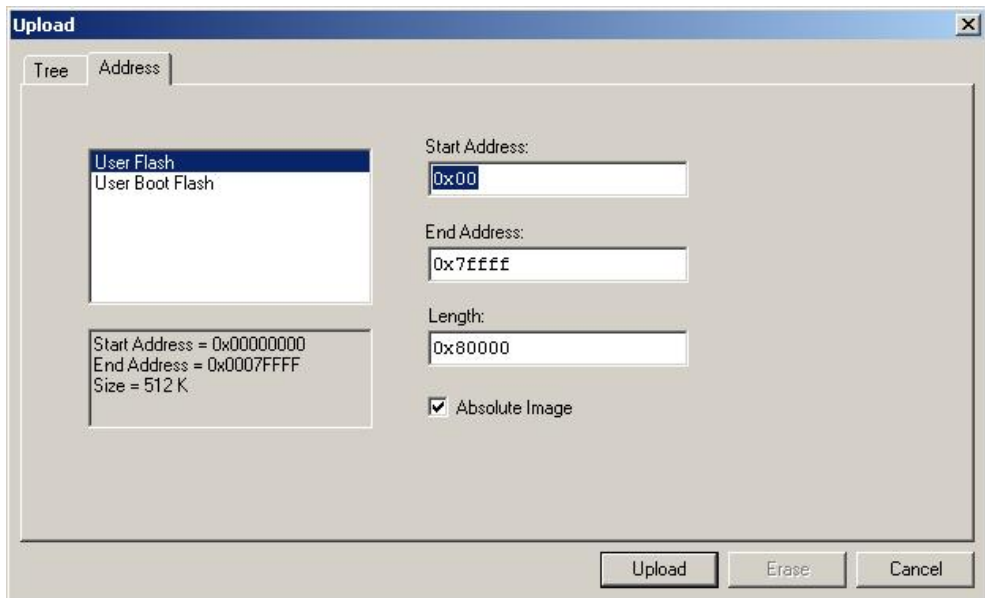 Upload
Tree
Address
User Flash
User Boot Flash
Start Address = 0x00000000
End Address = 0x0007FFFF
Size = 512 K
Start Address:
0x00
End Address:
0x7ffff
Length:
0x80000
Absolute Image
Upload
Erase
Cancel